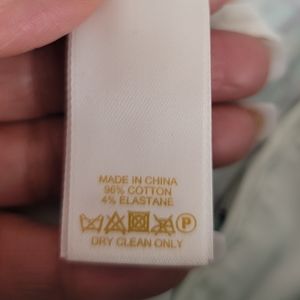 MADE IN CHINA
96% COTTON
4% ELASTANE
P
DRY CLEAN ONLY